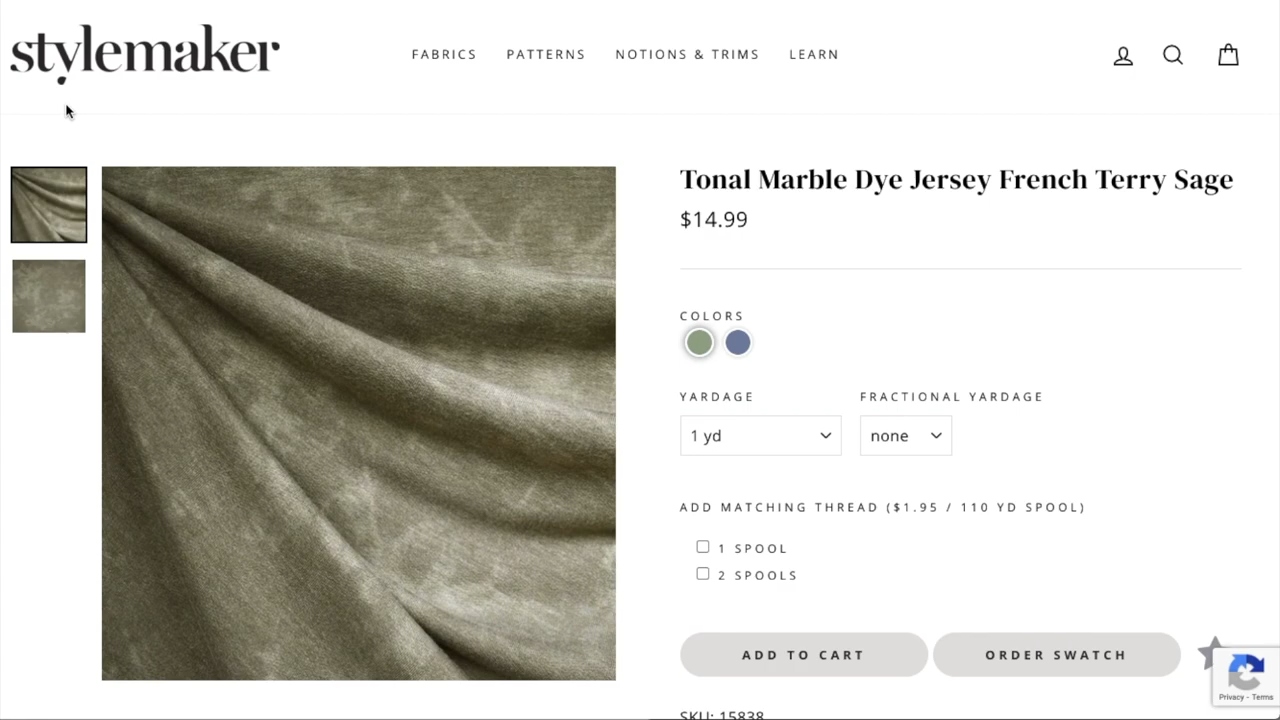 stylemaker
FABRICS PATTERNS NOTIONS & TRIMS LEARN
Tonal Marble Dye Jersey French Terry Sage
$14.99
COLORS
YARDAGE FRACTIONAL YARDAGE
1 yd none
ADD MATCHING THREAD ($1.95 / 110 YD SPOOL)
1 SPOOL
2 SPOOLS
ADD TO CART ORDER SWATCH
Privacy - Terms
SKU: 15838